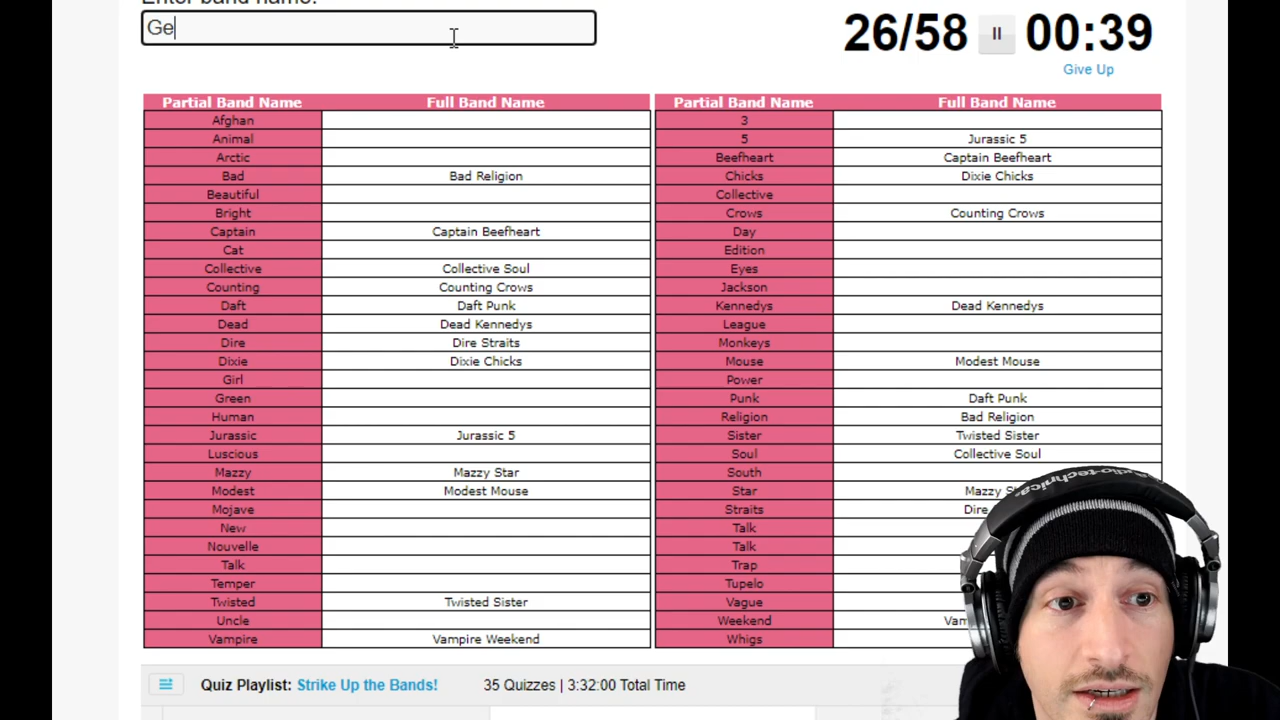 Enter band name:
Ge
26/58 00:39
Give Up
Partial Band Name Full Band Name Partial Band Name Full Band Name
Afghan 3
Animal 5 Jurassic 5
Arctic Beefheart Captain Beefheart
Bad Bad Religion Chicks Dixie Chicks
Beautiful Collective
Bright Crows Counting Crows
Captain Captain Beefheart Day
Cat Edition
Collective Collective Soul Eyes
Counting Counting Crows Jackson
Daft Daft Punk Kennedys Dead Kennedys
Dead Dead Kennedys League
Dire Dire Straits Monkeys
Dixie Dixie Chicks Mouse Modest Mouse
Girl Power
Green Punk Daft Punk
Human Religion Bad Religion
Jurassic Jurassic 5 Sister Twisted Sister
Luscious Soul Collective Soul
Mazzy Mazzy Star South
Modest Modest Mouse Star Mazzy
Mojave Straits Dire
New Talk
Nouvelle Talk
Talk Trap
Temper Tupelo
Twisted Twisted Sister Vague
Uncle Weekend
Vampire Vampire Weekend Whigs
Quiz Playlist: Strike Up the Bands! 35 Quizzes | 3:32:00 Total Time
audio-technica